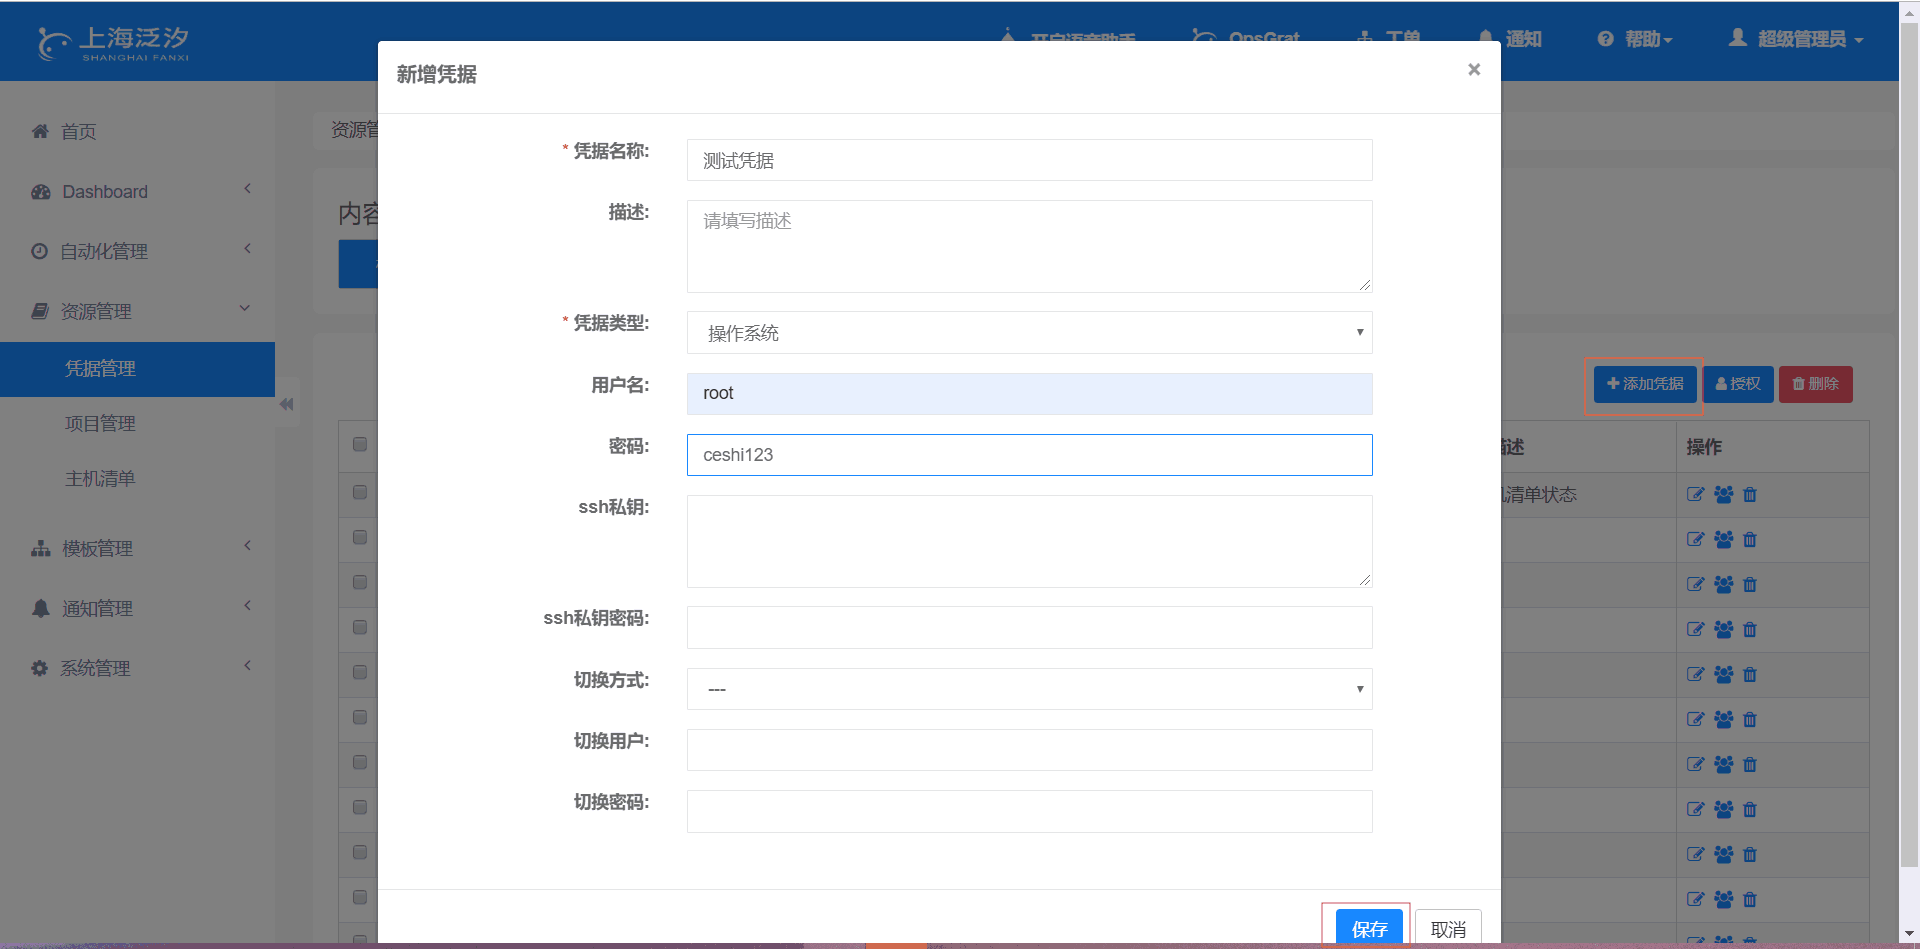 上海泛汐
SHANGHAI FANXI
开启语音助手
OpsGrat
工单
通知
帮助
超级管理员
首页
Dashboard
自动化管理
资源管理
凭据管理
项目管理
主机清单
模板管理
通知管理
系统管理
资源管
内容
新增凭据
×
* 凭据名称:
测试凭据
描述:
请填写描述
* 凭据类型:
操作系统
用户名:
root
密码:
ceshi123
ssh私钥:
ssh私钥密码:
切换方式:
---
切换用户:
切换密码:
保存
取消
添加凭据
授权
删除
描述
操作
机清单状态